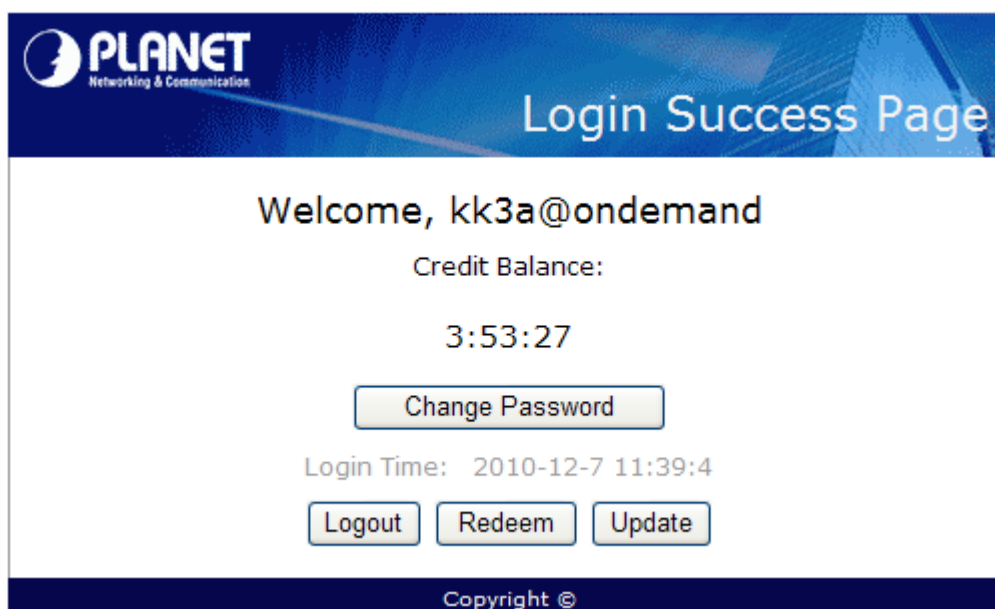 PLANET
Networking & Communication
Login Success Page
Welcome, kk3a@ondemand
Credit Balance:
3:53:27
Change Password
Login Time: 2010-12-7 11:39:4
Logout Redeem Update
Copyright ©